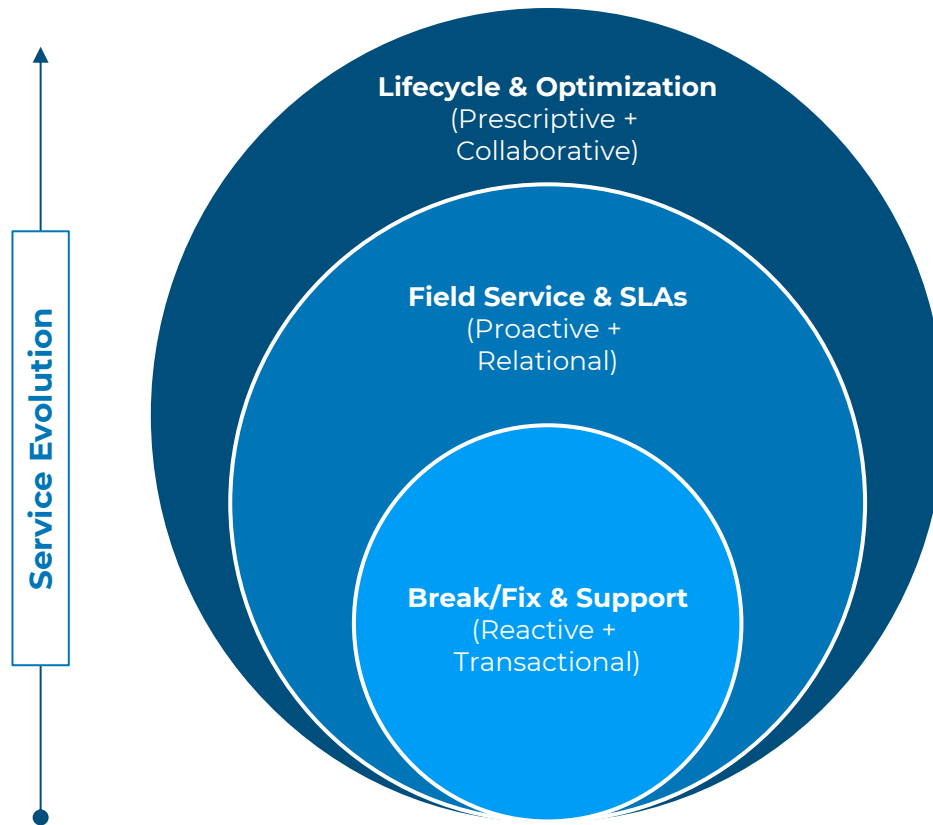 Lifecycle & Optimization
(Prescriptive +
Collaborative)
Field Service & SLAs
(Proactive +
Relational)
Service Evolution
Break/Fix & Support
(Reactive +
Transactional)